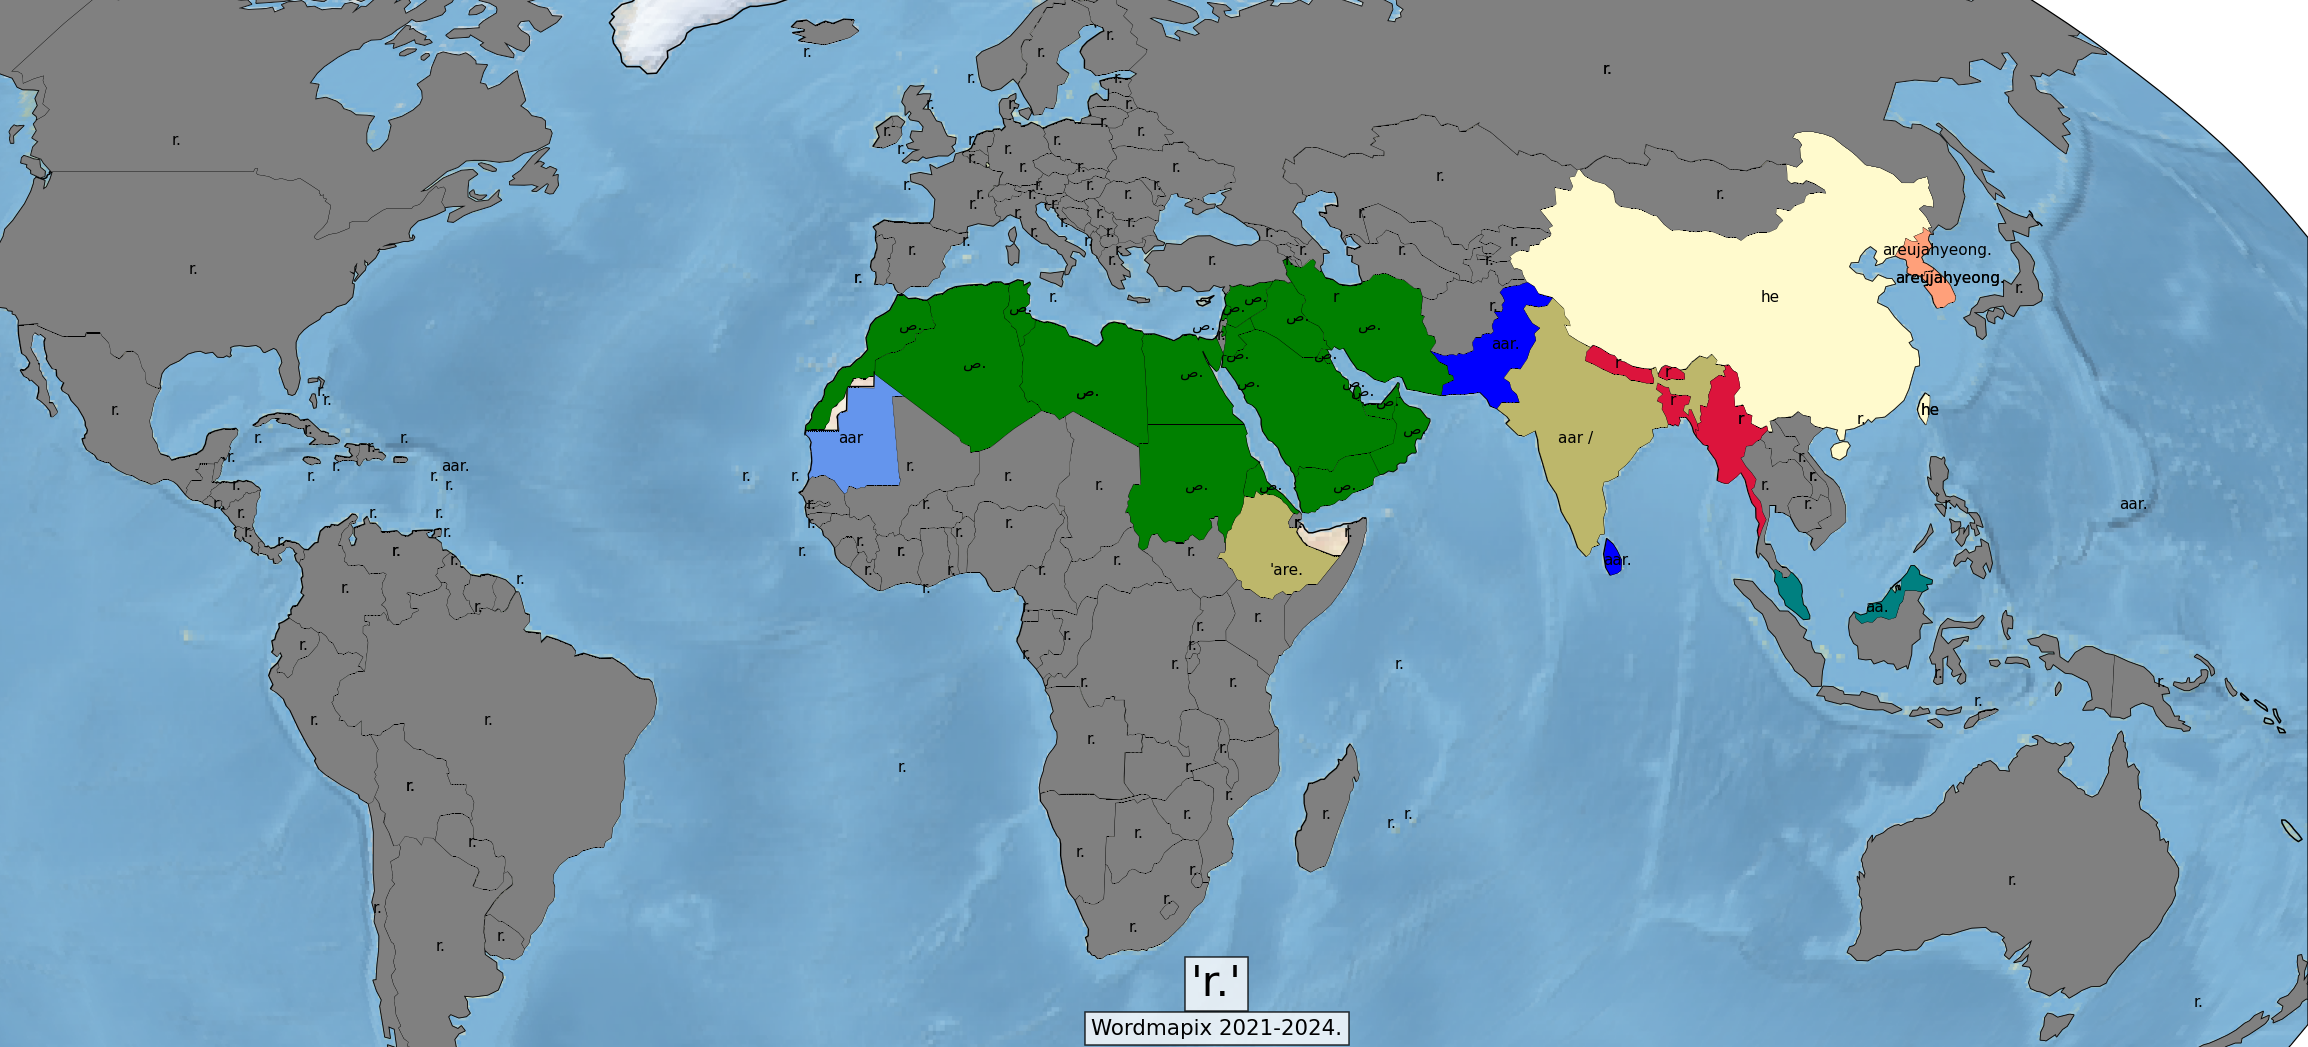 r.
r. r.
r.
r. r.
r. r. r.
r.
r. r.
r. r. r.
r. r.
r.
r. r. r.
r.
r. r. r. r.
r. r. r. r.
r. r.
r. r. r.
r. r.
r. r. r.
r. r. r.
r. r. r. r. areujahyeong.
r. r. r. r.
r.
r. areujahyeong.
r.
r. ص. r he
ص. ص. r.
ص.
ص. ص. ص.
r.
aar.
ص. ص.
ص. r
ص. r
ص. ص.
ص. ص.
r. ص. r
r. he
r r.
r. ص.
r. r. aar aar /
r.
r. r.
r. aar. r.
r. r. r. r. r. r.
r. r. r. ص. ص. ص. r.
r. r. r. r. r. aar.
r. r. r. r.
r. r. r. r.
r. r. r.
r. r. r. r. r.
r. r. aar.
r. r. r. 'are.
r.
r. r.
r. r. aa.
r.
r. r.
r. r.
r.
r. r.
r.
r. r. r.
r.
r. r.
r.
r. r.
r. r.
r.
r.
r. r. r.
r. r.
r.
r.
r.
r. r.
r.
r. r.
r.
r.
r.
'r.'
r.
Wordmapix 2021-2024.